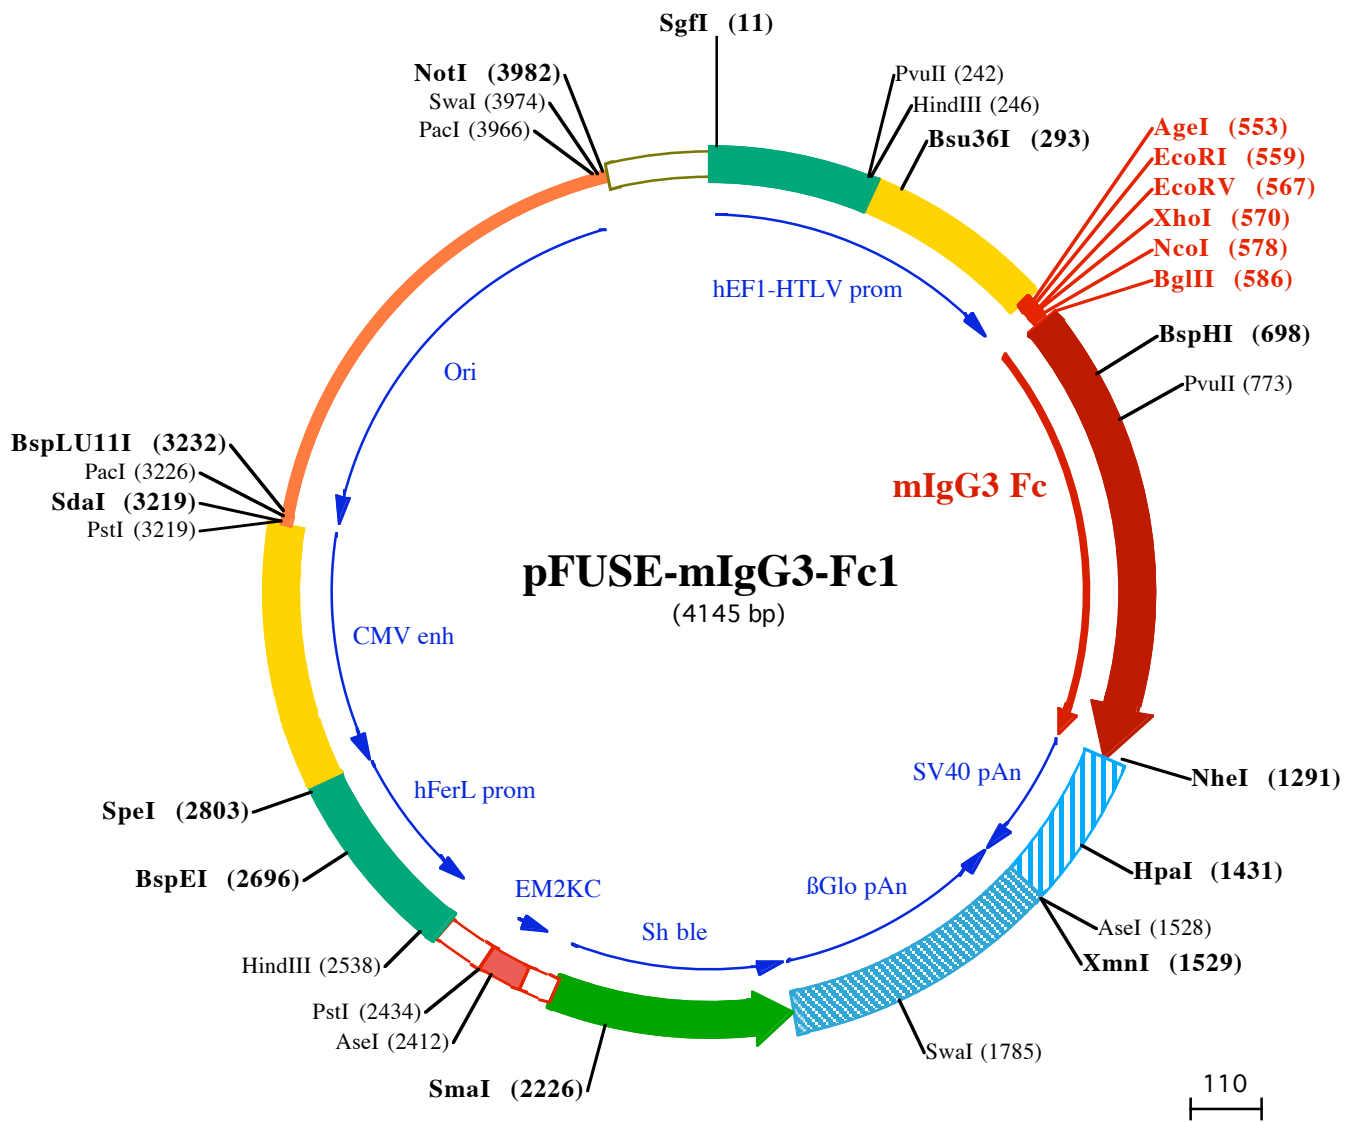 SgfI (11)
NotI (3982)
SwaI (3974)
PacI (3966)
PvuII (242)
HindIII (246)
Bsu36I (293)
AgeI (553)
EcoRI (559)
EcoRV (567)
XhoI (570)
NcoI (578)
BglII (586)
BspHI (698)
PvuII (773)
hEF1-HTLV prom
Ori
mIgG3 Fc
BspLU11I (3232)
PacI (3226)
SdaI (3219)
PstI (3219)
pFUSE-mIgG3-Fc1
(4145 bp)
CMV enh
hFerL prom
SV40 pAn
NheI (1291)
SpeI (2803)
BspEI (2696)
HpaI (1431)
EM2KC
ßGlo pAn
Sh ble
AseI (1528)
XmnI (1529)
HindIII (2538)
PstI (2434)
AseI (2412)
SwaI (1785)
SmaI (2226)
110